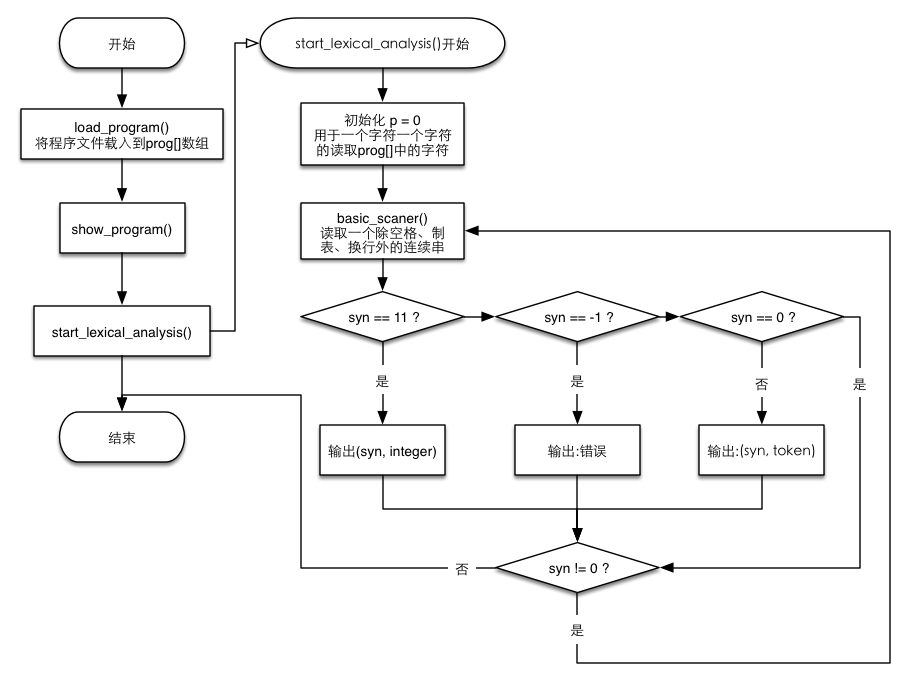 开始
load_program()
将程序文件载入到prog[]数组
show_program()
start_lexical_analysis()
结束
start_lexical_analysis()开始
初始化 p = 0
用于一个字符一个字符
的读取prog[]中的字符
basic_scaner()
读取一个除空格、制
表、换行外的连续串
syn == 11 ?
syn == -1 ?
syn == 0 ?
是
是
否
是
输出(syn, integer)
输出:错误
输出:(syn, token)
否
syn != 0 ?
是